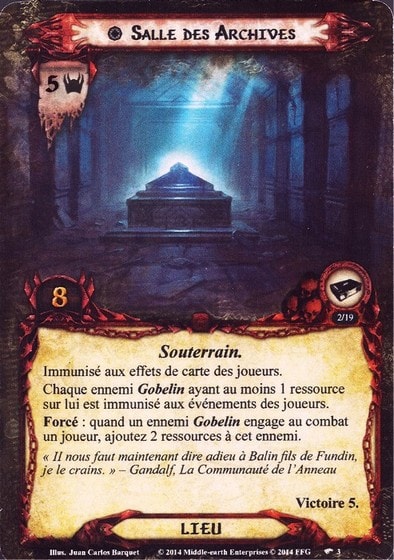 Salle des Archives
5
8
2/19
Souterrain.
Immunisé aux effets de carte des joueurs.
Chaque ennemi Gobelin ayant au moins 1 ressource
sur lui est immunisé aux événements des joueurs.
Forcé : quand un ennemi Gobelin engage au combat
un joueur, ajoutez 2 ressources à cet ennemi.
« Il nous faut maintenant dire adieu à Balin fils de Fundin,
je le crains. » – Gandalf, La Communauté de l'Anneau
Victoire 5.
LIEU
Illus. Juan Carlos Barquet © 2014 Middle-earth Enterprises © 2014 FFG 3